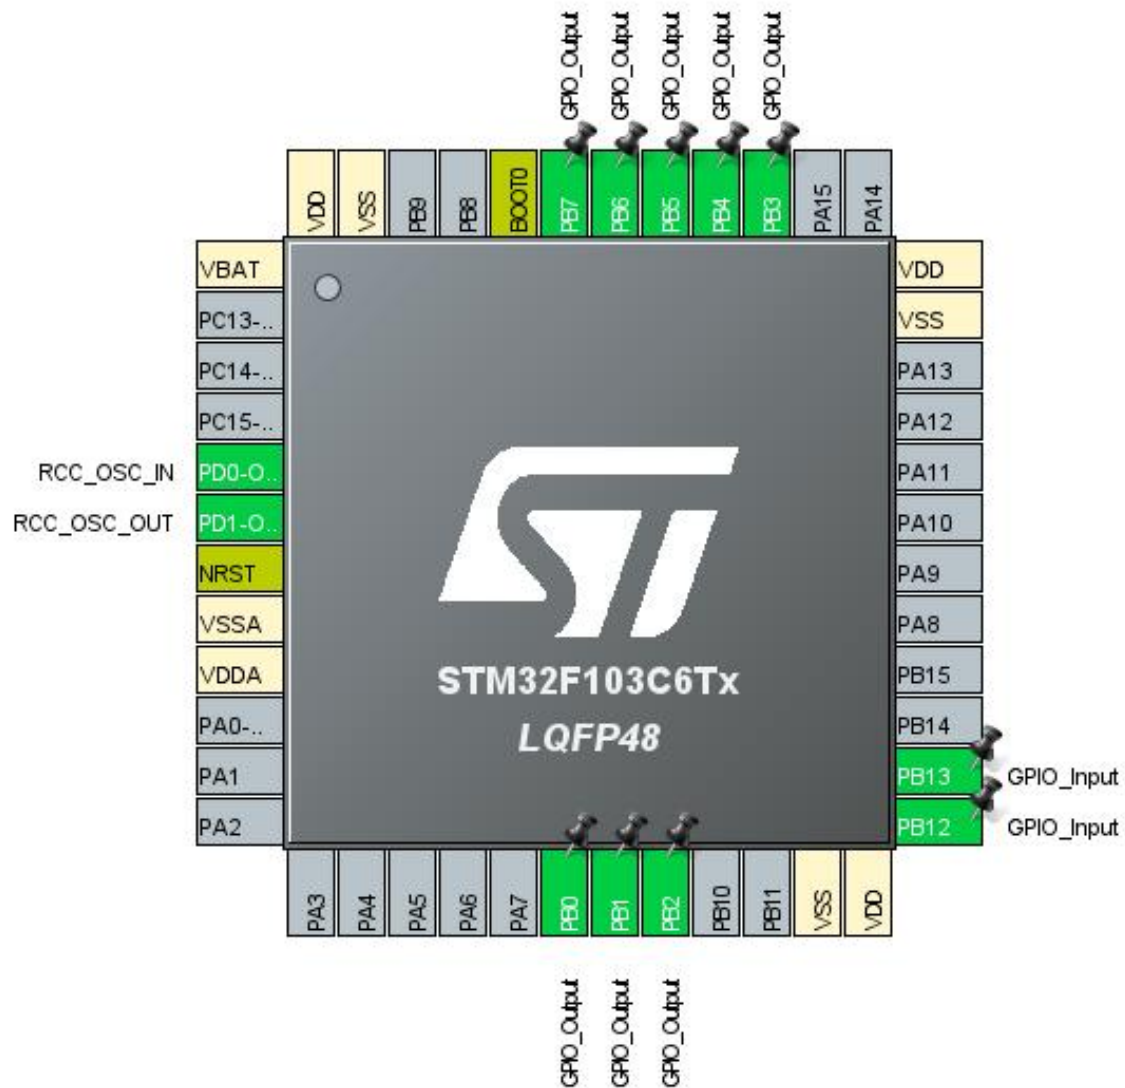 GPIO_Output
GPIO_Output
GPIO_Output
GPIO_Output
GPIO_Output
VDD
VSS
PB9
PB8
BOOT0
PB7
PB6
PB5
PB4
PB3
PA15
PA14
VBAT
PC13-..
PC14-..
PC15-..
RCC_OSC_IN PD0-O..
RCC_OSC_OUT PD1-O..
NRST
VSSA
VDDA
PA0-..
PA1
PA2
VDD
VSS
PA13
PA12
PA11
PA10
PA9
PA8
PB15
PB14
PB13 GPIO_Input
PB12 GPIO_Input
ST
STM32F103C6Tx
LQFP48
PA3
PA4
PA5
PA6
PA7
PB0
PB1
PB2
PB10
PB11
VSS
VDD
GPIO_Output
GPIO_Output
GPIO_Output